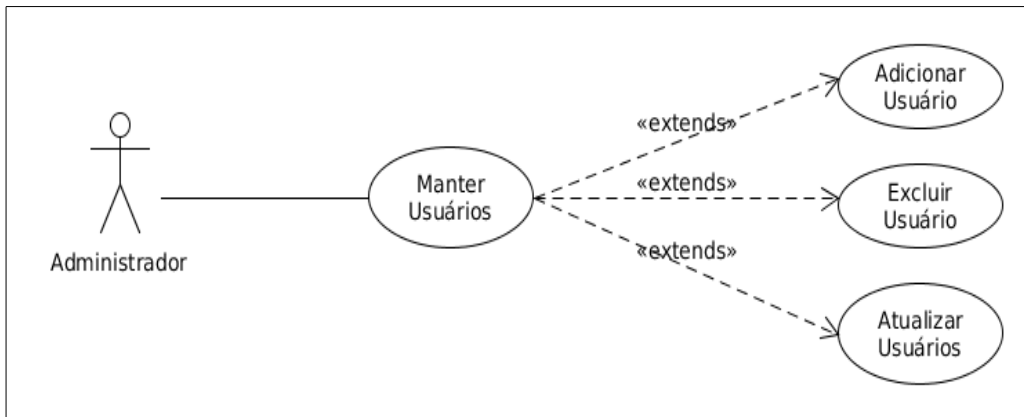 Administrador
Manter
Usuários
«extends»
«extends»
«extends»
Adicionar
Usuário
Excluir
Usuário
Atualizar
Usuários